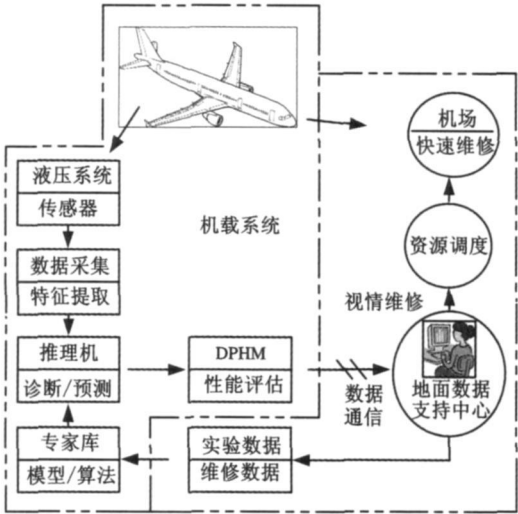 机场
快速维修
液压系统
传感器
机载系统
资源调度
数据采集
特征提取
视情维修
推理机
诊断/预测
DPHM
性能评估
数据
通信
地面数据
支持中心
专家库
模型/算法
实验数据
维修数据